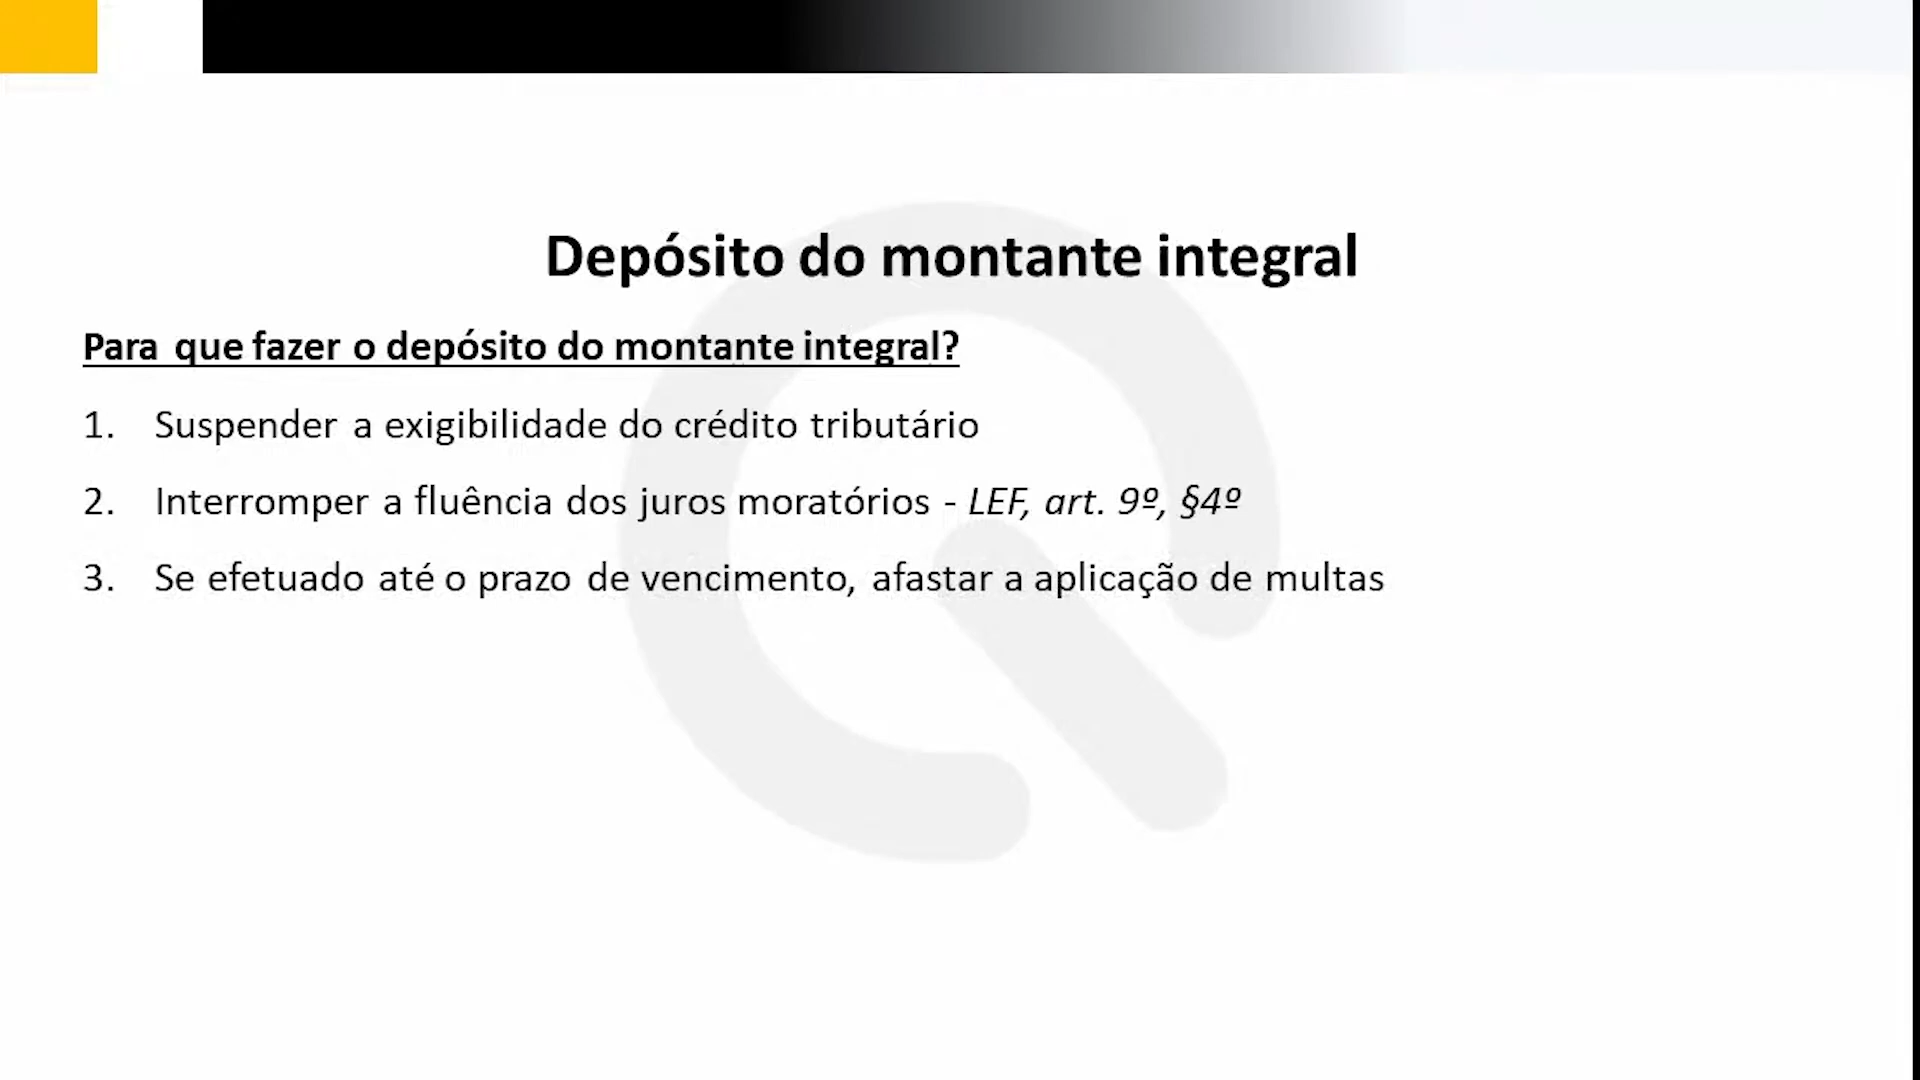 Depósito do montante integral
Para que fazer o depósito do montante integral?
1. Suspender a exigibilidade do crédito tributário
2. Interromper a fluência dos juros moratórios - LEF, art. 9º, §4º
3. Se efetuado até o prazo de vencimento, afastar a aplicação de multas